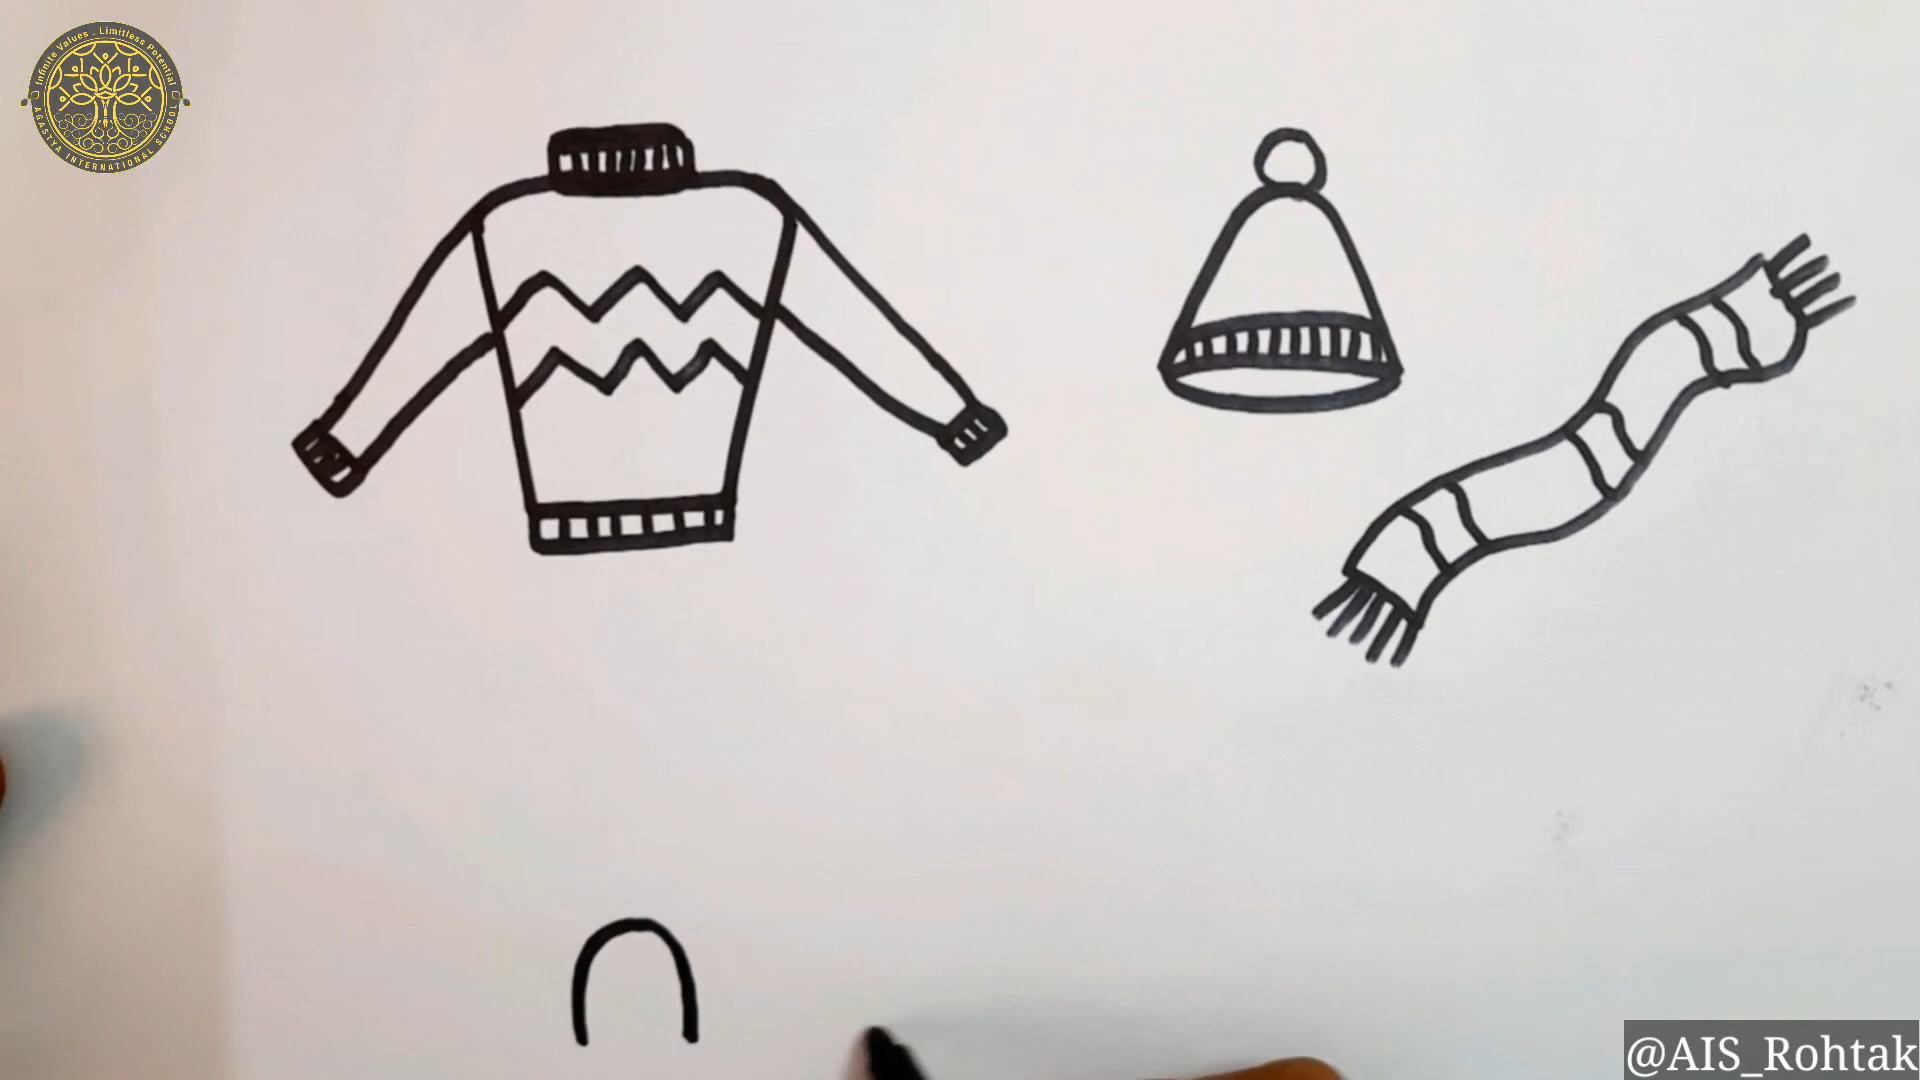 Infinite Values . Limitless Potential
AGASTYA INTERNATIONAL SCHOOL
@AIS_Rohtak